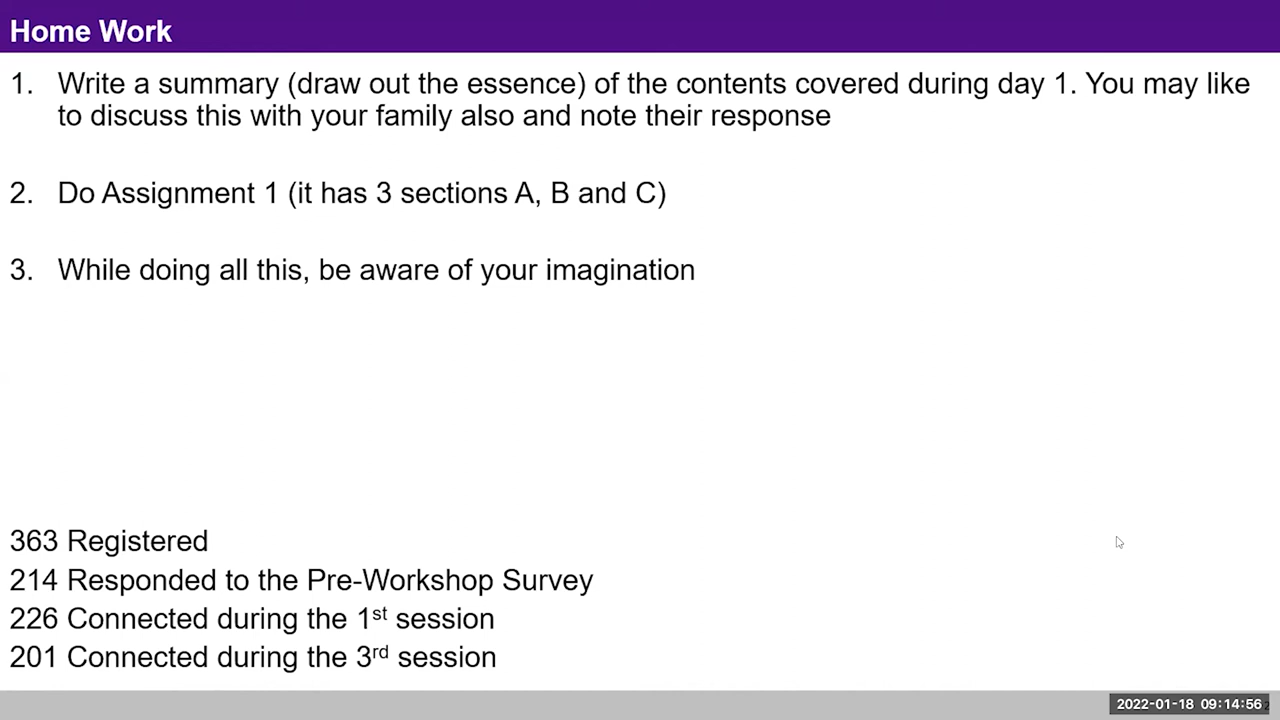 Home Work
1. Write a summary (draw out the essence) of the contents covered during day 1. You may like
to discuss this with your family also and note their response
2. Do Assignment 1 (it has 3 sections A, B and C)
3. While doing all this, be aware of your imagination
363 Registered
214 Responded to the Pre-Workshop Survey
226 Connected during the 1st session
201 Connected during the 3rd session
2022-01-18 09:14:56